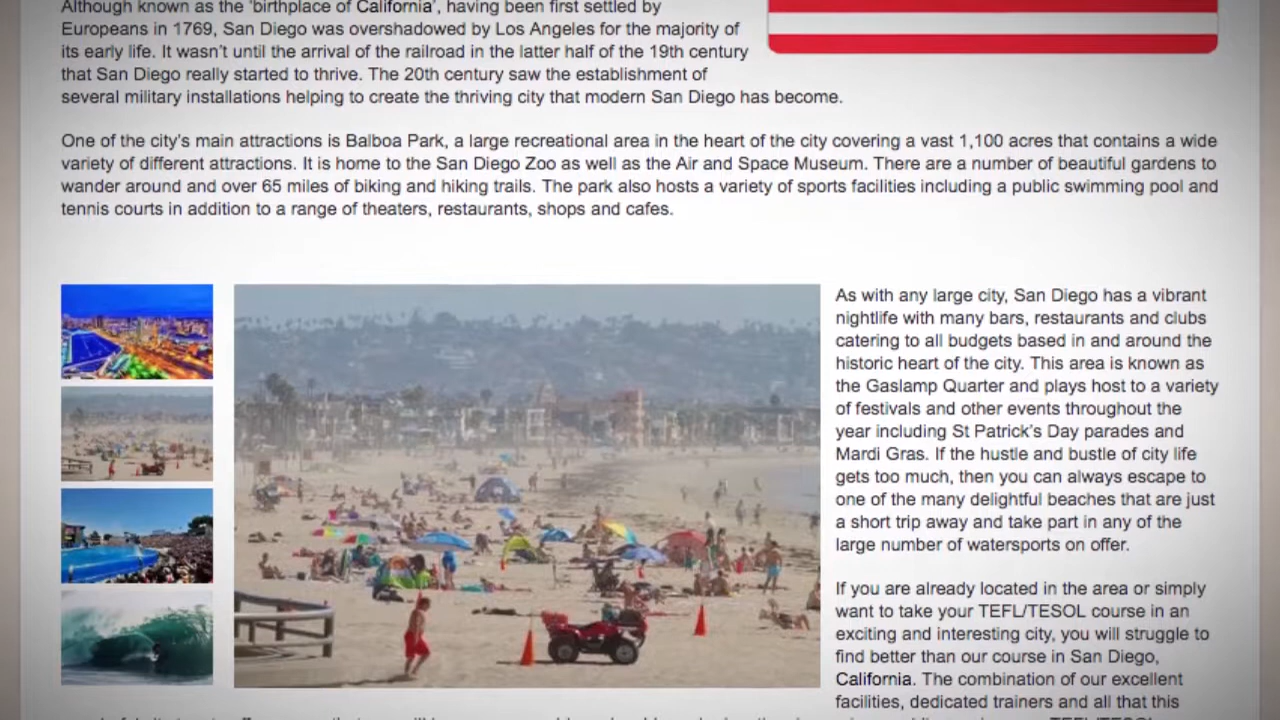 Although known as the 'birthplace of California', having been first settled by
Europeans in 1769, San Diego was overshadowed by Los Angeles for the majority of
its early life. It wasn't until the arrival of the railroad in the latter half of the 19th century
that San Diego really started to thrive. The 20th century saw the establishment of
several military installations helping to create the thriving city that modern San Diego has become.
One of the city's main attractions is Balboa Park, a large recreational area in the heart of the city covering a vast 1,100 acres that contains a wide
variety of different attractions. It is home to the San Diego Zoo as well as the Air and Space Museum. There are a number of beautiful gardens to
wander around and over 65 miles of biking and hiking trails. The park also hosts a variety of sports facilities including a public swimming pool and
tennis courts in addition to a range of theaters, restaurants, shops and cafes.
As with any large city, San Diego has a vibrant
nightlife with many bars, restaurants and clubs
catering to all budgets based in and around the
historic heart of the city. This area is known as
the Gaslamp Quarter and plays host to a variety
of festivals and other events throughout the
year including St Patrick's Day parades and
Mardi Gras. If the hustle and bustle of city life
gets too much, then you can always escape to
one of the many delightful beaches that are just
a short trip away and take part in any of the
large number of watersports on offer.
If you are already located in the area or simply
want to take your TEFL/TESOL course in an
exciting and interesting city, you will struggle to
find better than our course in San Diego,
California. The combination of our excellent
facilities, dedicated trainers and all that this